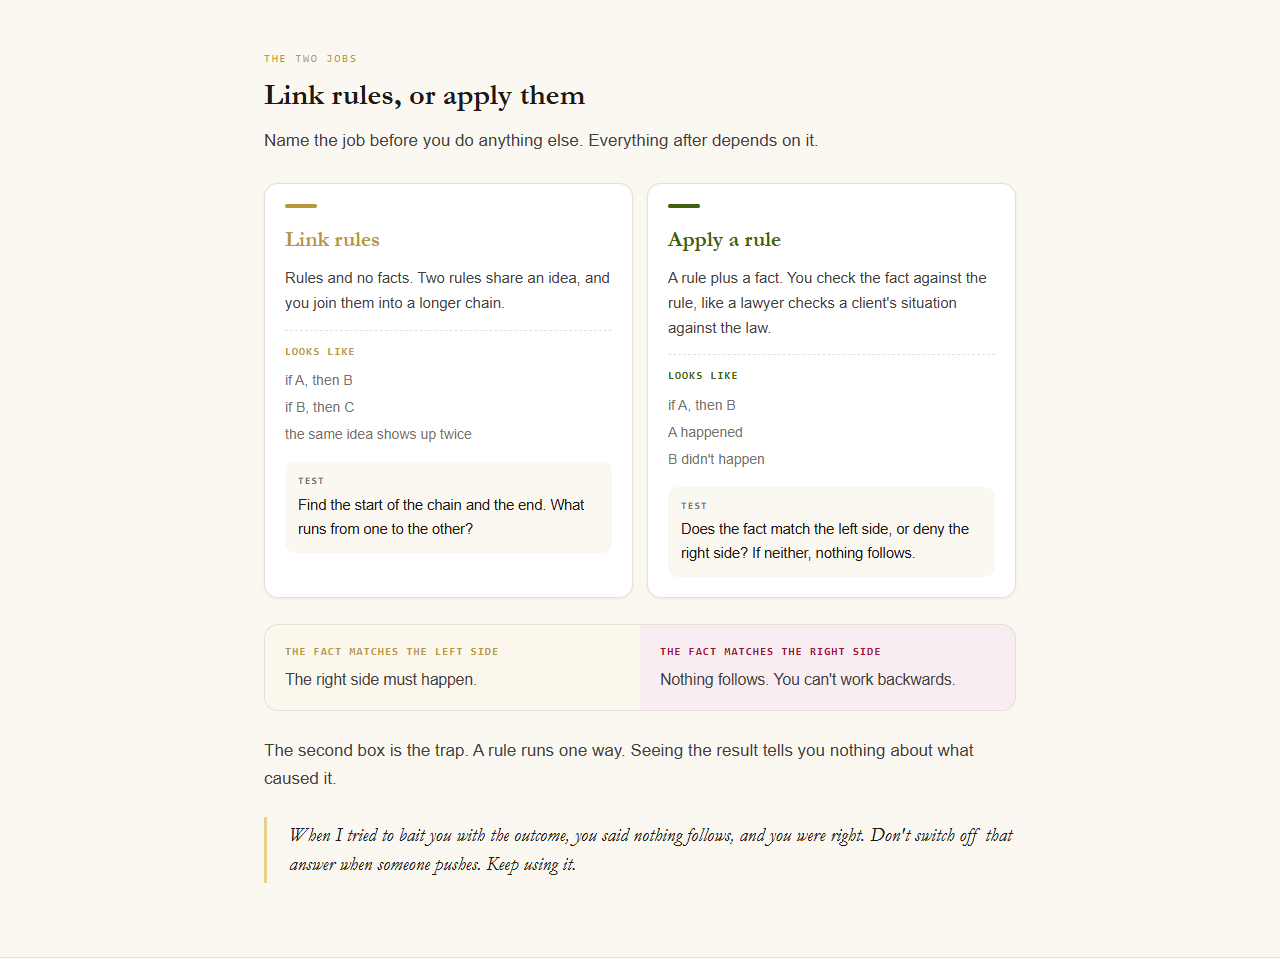 THE TWO JOBS
Link rules, or apply them
Name the job before you do anything else. Everything after depends on it.
Link rules
Rules and no facts. Two rules share an idea, and
you join them into a longer chain.
LOOKS LIKE
if A, then B
if B, then C
the same idea shows up twice
TEST
Find the start of the chain and the end. What
runs from one to the other?
Apply a rule
A rule plus a fact. You check the fact against the
rule, like a lawyer checks a client's situation
against the law.
LOOKS LIKE
if A, then B
A happened
B didn't happen
TEST
Does the fact match the left side, or deny the
right side? If neither, nothing follows.
THE FACT MATCHES THE LEFT SIDE
The right side must happen.
THE FACT MATCHES THE RIGHT SIDE
Nothing follows. You can't work backwards.
The second box is the trap. A rule runs one way. Seeing the result tells you nothing about what
caused it.
When I tried to bait you with the outcome, you said nothing follows, and you were right. Don't switch off that
answer when someone pushes. Keep using it.